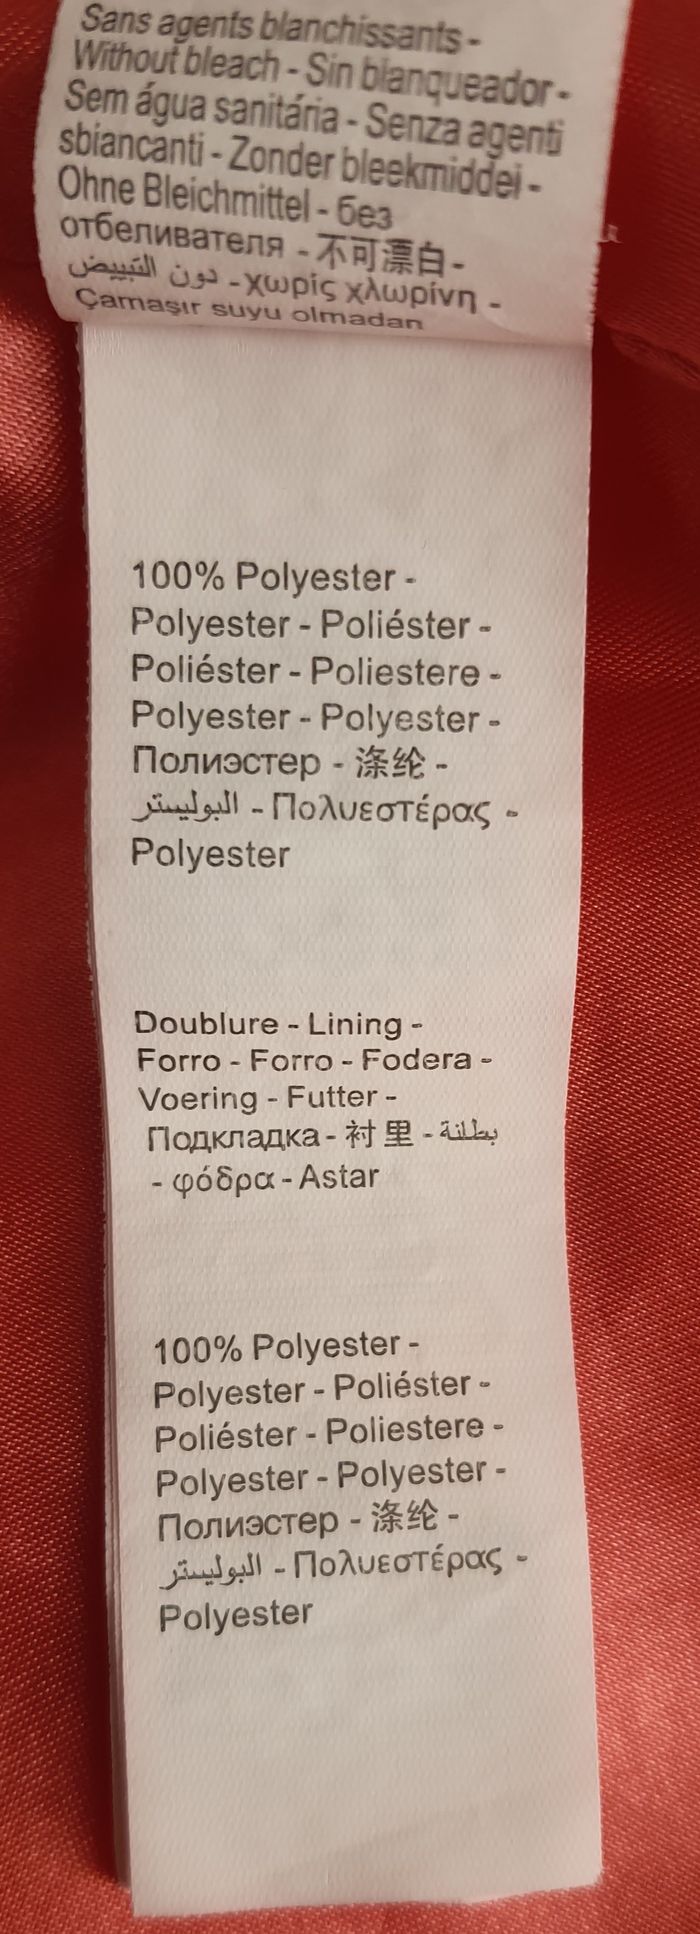 Sans agents blanchissants -
Without bleach - Sin blanqueador -
Sem água sanitária - Senza agenti
sbiancanti - Zonder bleekmiddel -
Ohne Bleichmittel - без
отбеливателя - 不可漂白 -
دون التبييض - χωρίς χλωρίνη -
Çamaşır suyu olmadan
100% Polyester -
Polyester - Poliéster -
Poliéster - Poliestere -
Polyester - Polyester -
Полиэстер - 涤纶 -
البوليستر - Πολυεστέρας -
Polyester
Doublure - Lining -
Forro - Forro - Fodera -
Voering - Futter -
Подкладка - 衬里 - بطلنة
- φόδρα - Astar
100% Polyester -
Polyester - Poliéster -
Poliéster - Poliestere -
Polyester - Polyester -
Полиэстер - 涤纶 -
البوليستر - Πολυεστέρας -
Polyester